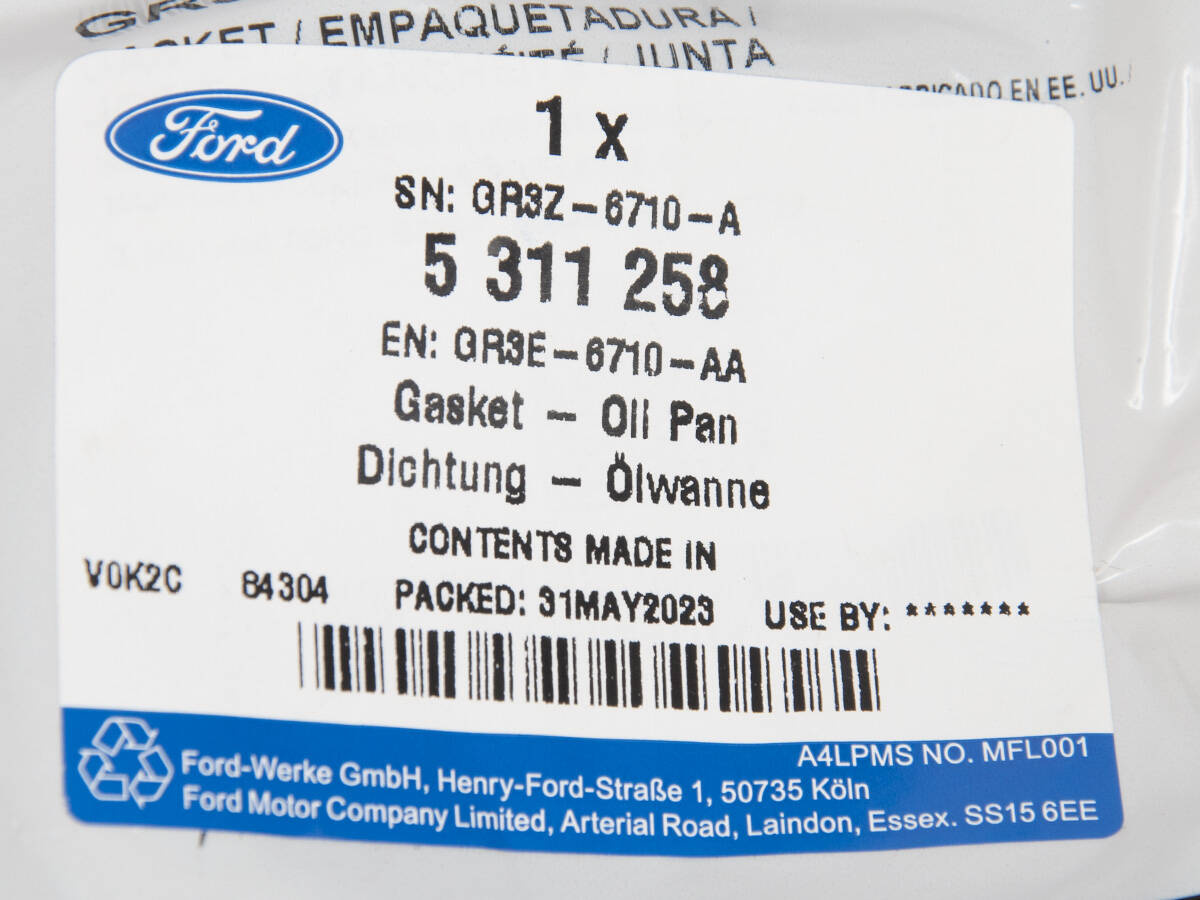 / EMPAQUETADURA /
/ JUNTA
EN EE. UU. /
Ford
1 x
SN: GR3Z-6710-A
5 311 258
EN: GR3E-6710-AA
Gasket - Oil Pan
Dichtung - Ölwanne
CONTENTS MADE IN
V0K2C 84304 PACKED: 31MAY2023 USE BY: *******
A4LPMS NO. MFL001
Ford-Werke GmbH, Henry-Ford-Straße 1, 50735 Köln
Ford Motor Company Limited, Arterial Road, Laindon, Essex. SS15 6EE